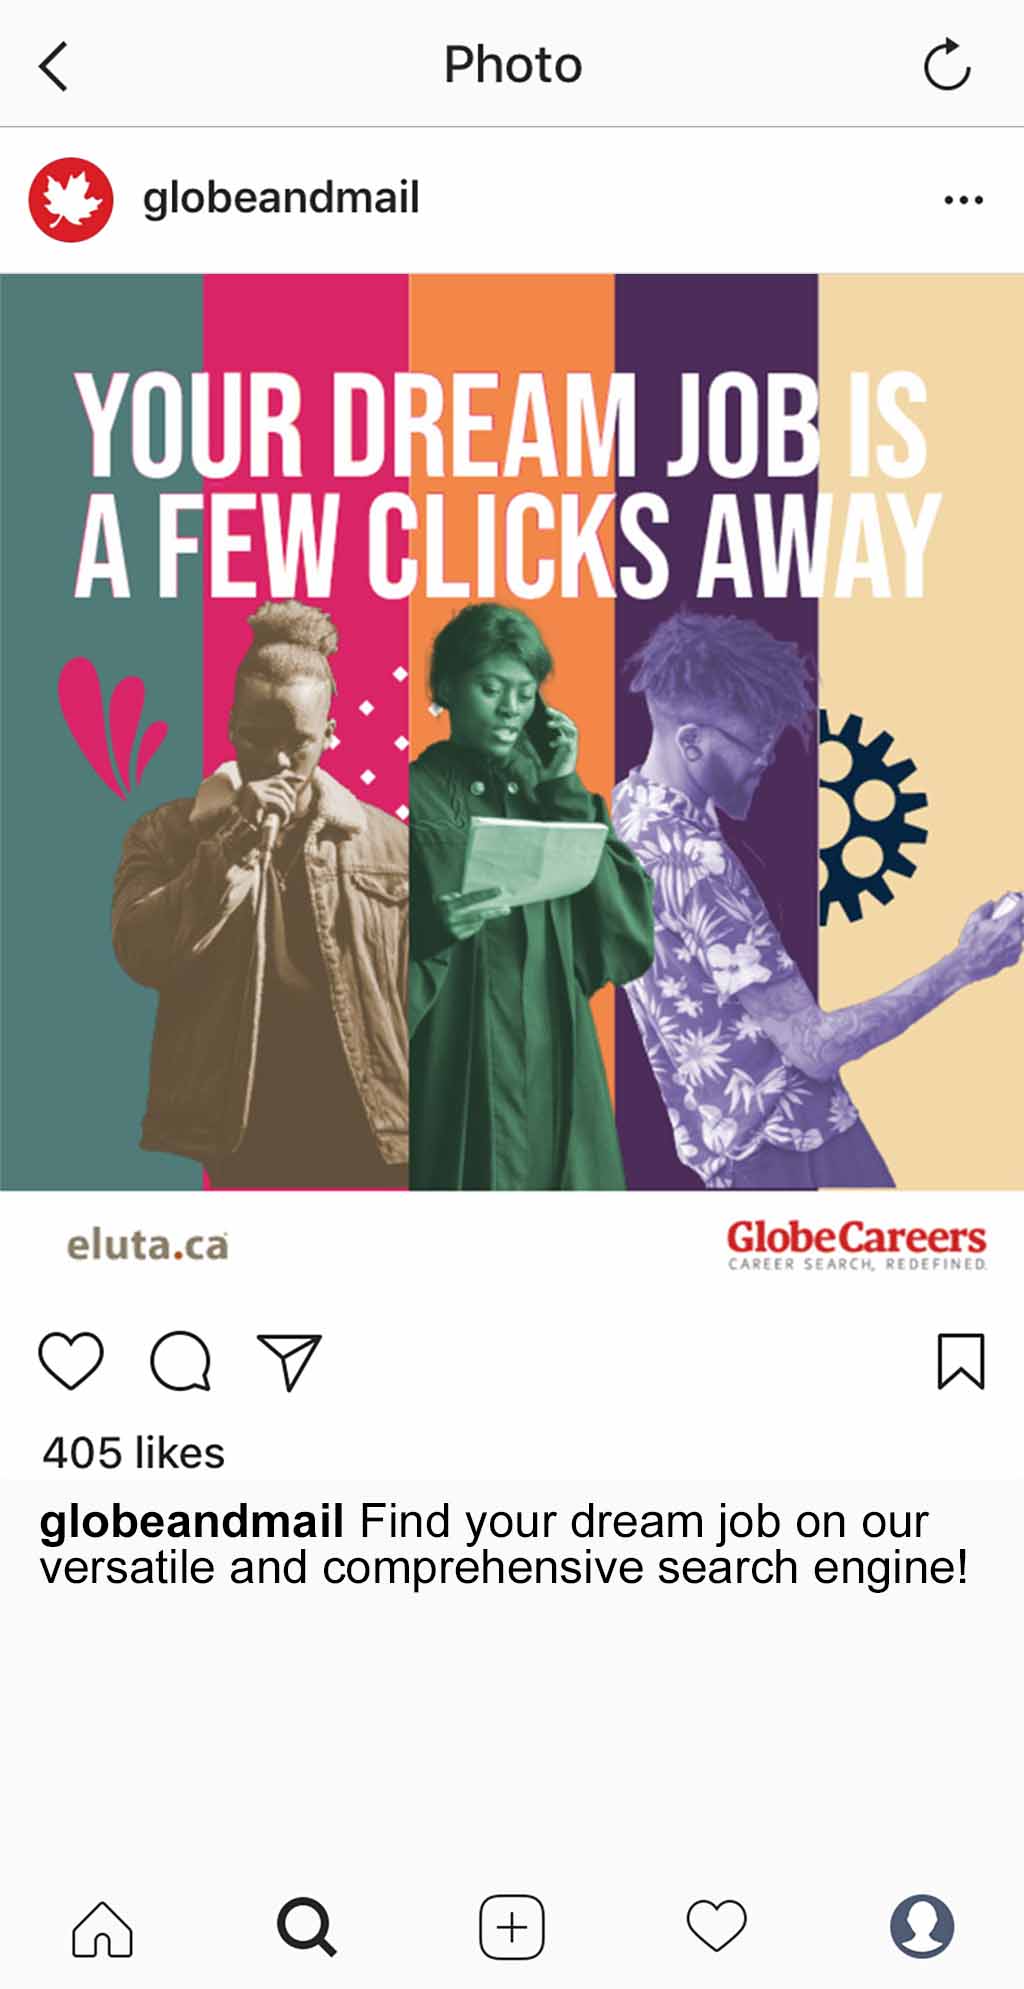 Photo
globeandmail
YOUR DREAM JOB IS
A FEW CLICKS AWAY
eluta.ca
GlobeCareers
CAREER SEARCH, REDEFINED.
405 likes
globeandmail Find your dream job on our
versatile and comprehensive search engine!